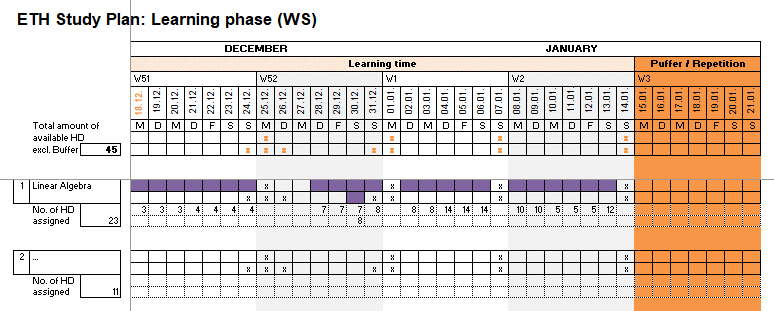 ETH Study Plan: Learning phase (WS)
DECEMBER JANUARY
Learning time Puffer / Repetition
W51 W52 W1 W2 W3
18.12. 19.12. 20.12. 21.12. 22.12. 23.12. 24.12. 25.12. 26.12. 27.12. 28.12. 29.12. 30.12. 31.12. 01.01. 02.01. 03.01. 04.01. 05.01. 06.01. 07.01. 08.01. 09.01. 10.01. 11.01. 12.01. 13.01. 14.01. 15.01. 16.01. 17.01. 18.01. 19.01. 20.01. 21.01.
Total amount of M D M D F S S M D M D F S S M D M D F S S M D M D F S S M D M D F S S
available HD x x x x
excl. Buffer 45 x x x x x x x
1 Linear Algebra x x x x
x x x x x x x
No. of HD 3 3 3 4 4 4 4 7 7 7 8 8 8 14 14 14 10 10 5 5 5 12
assigned 23 8
2 ... x x x x
x x x x x x x
No. of HD
assigned 11